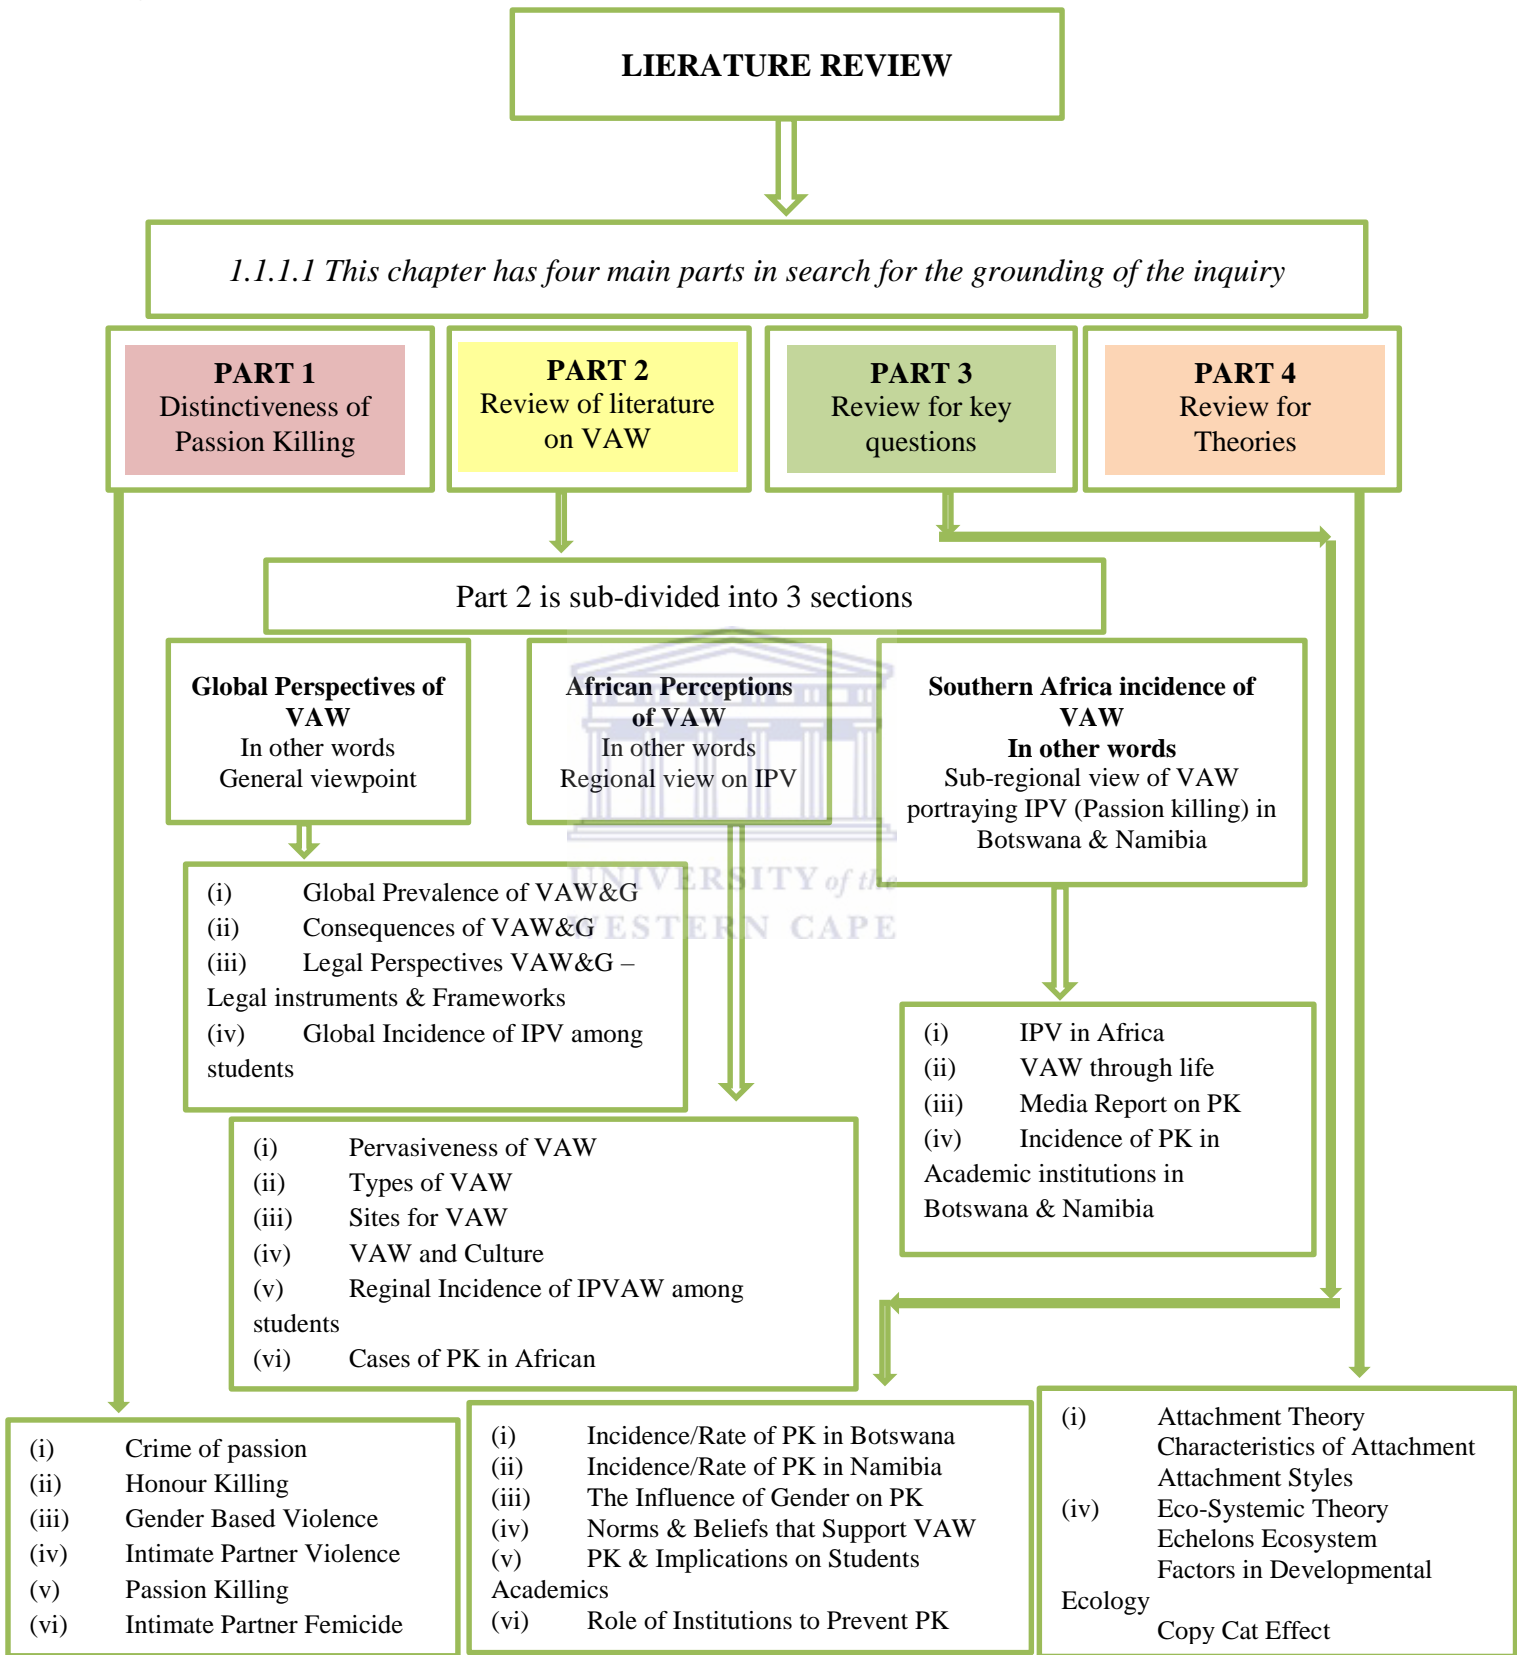 LIERATURE REVIEW
1.1.1.1 This chapter has four main parts in search for the grounding of the inquiry
PART 1
Distinctiveness of
Passion Killing
PART 2
Review of literature
on VAW
PART 3
Review for key
questions
PART 4
Review for
Theories
Part 2 is sub-divided into 3 sections
Global Perspectives of
VAW
In other words
General viewpoint
African Perceptions
of VAW
In other words
Regional view on IPV
Southern Africa incidence of
VAW
In other words
Sub-regional view of VAW
portraying IPV (Passion killing) in
Botswana & Namibia
UNIVERSITY of the
WESTERN CAPE
(i) Global Prevalence of VAW&G
(ii) Consequences of VAW&G
(iii) Legal Perspectives VAW&G –
Legal instruments & Frameworks
(iv) Global Incidence of IPV among
students
(i) IPV in Africa
(ii) VAW through life
(iii) Media Report on PK
(iv) Incidence of PK in
Academic institutions in
Botswana & Namibia
(i) Pervasiveness of VAW
(ii) Types of VAW
(iii) Sites for VAW
(iv) VAW and Culture
(v) Reginal Incidence of IPVAW among
students
(vi) Cases of PK in African
(i) Crime of passion
(ii) Honour Killing
(iii) Gender Based Violence
(iv) Intimate Partner Violence
(v) Passion Killing
(vi) Intimate Partner Femicide
(i) Incidence/Rate of PK in Botswana
(ii) Incidence/Rate of PK in Namibia
(iii) The Influence of Gender on PK
(iv) Norms & Beliefs that Support VAW
(v) PK & Implications on Students
Academics
(vi) Role of Institutions to Prevent PK
(i) Attachment Theory
Characteristics of Attachment
Attachment Styles
(iv) Eco-Systemic Theory
Echelons Ecosystem
Factors in Developmental
Ecology
Copy Cat Effect